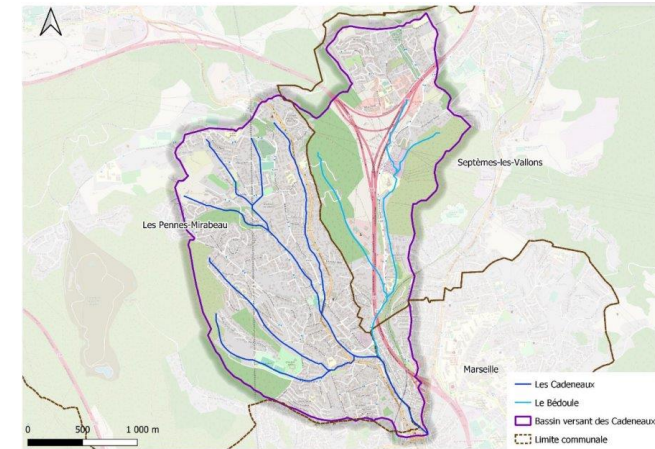 Septèmes-les-Vallons
Les Pennes-Mirabeau
Marseille
Les Cadeneaux
Le Bédoule
Bassin versant des Cadeneaux
Limite communale
0 500 1 000 m